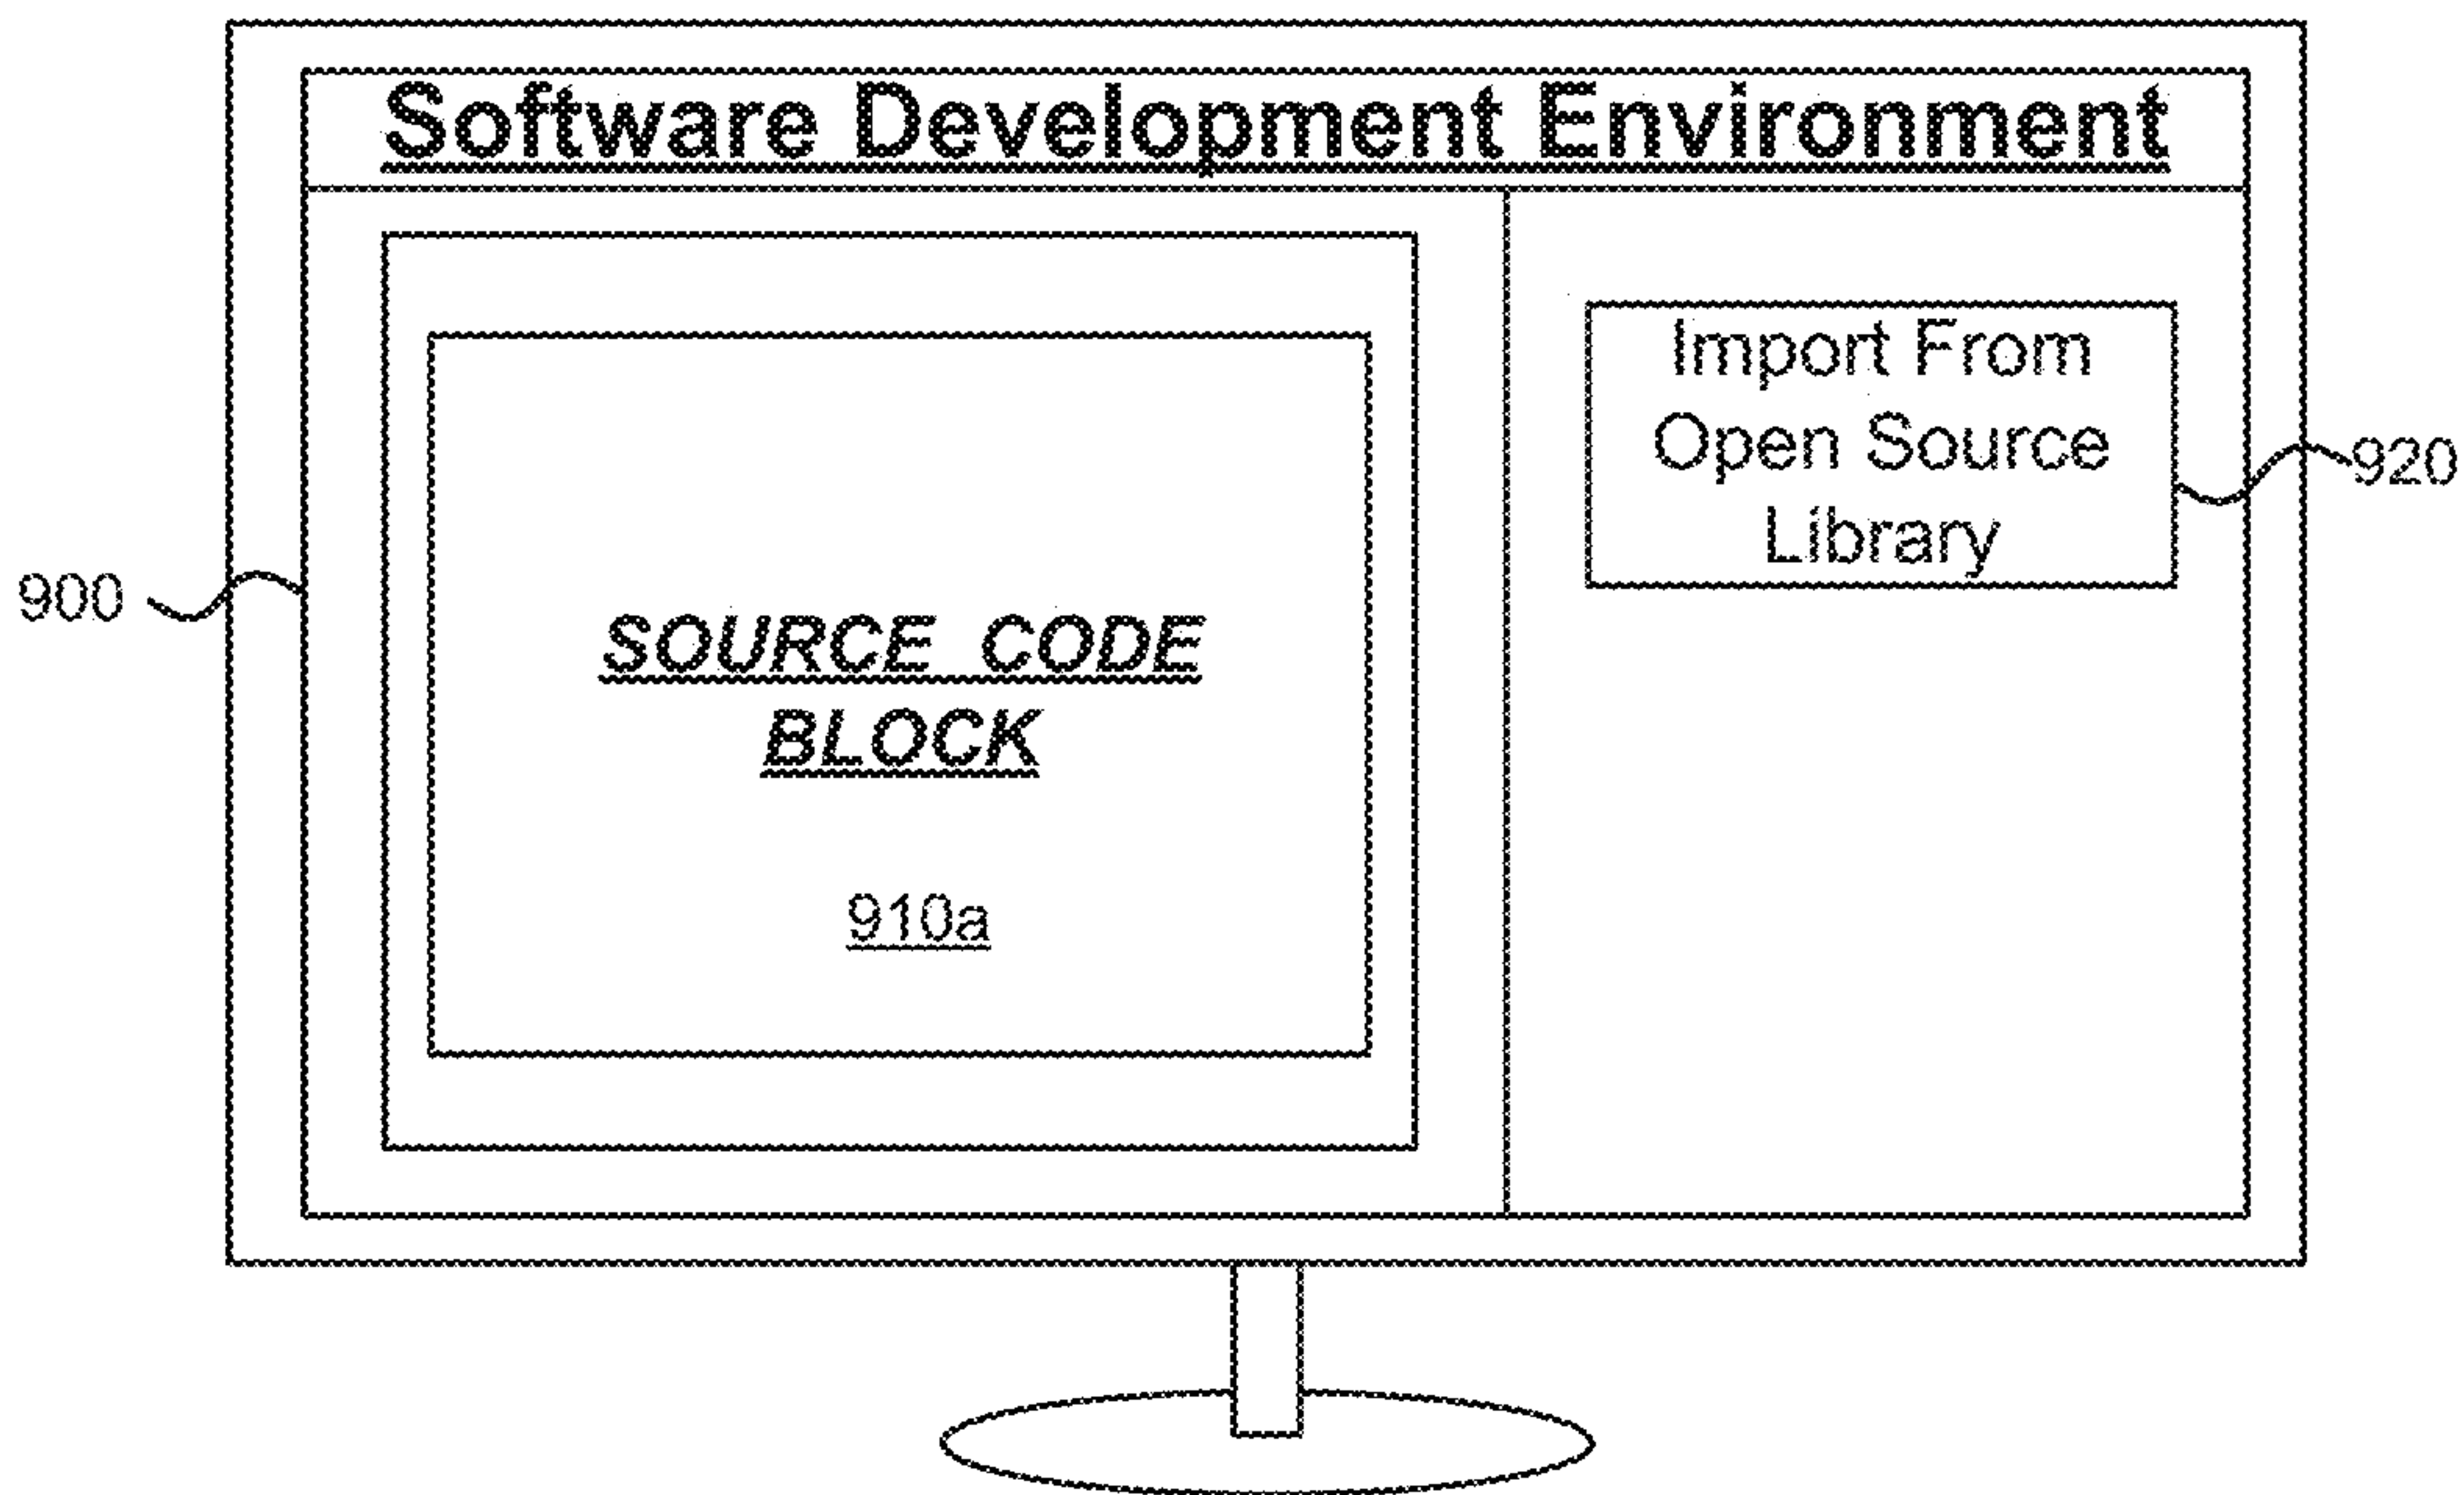 Software Development Environment
Import From
Open Source
Library
920
900
SOURCE CODE
BLOCK
910a